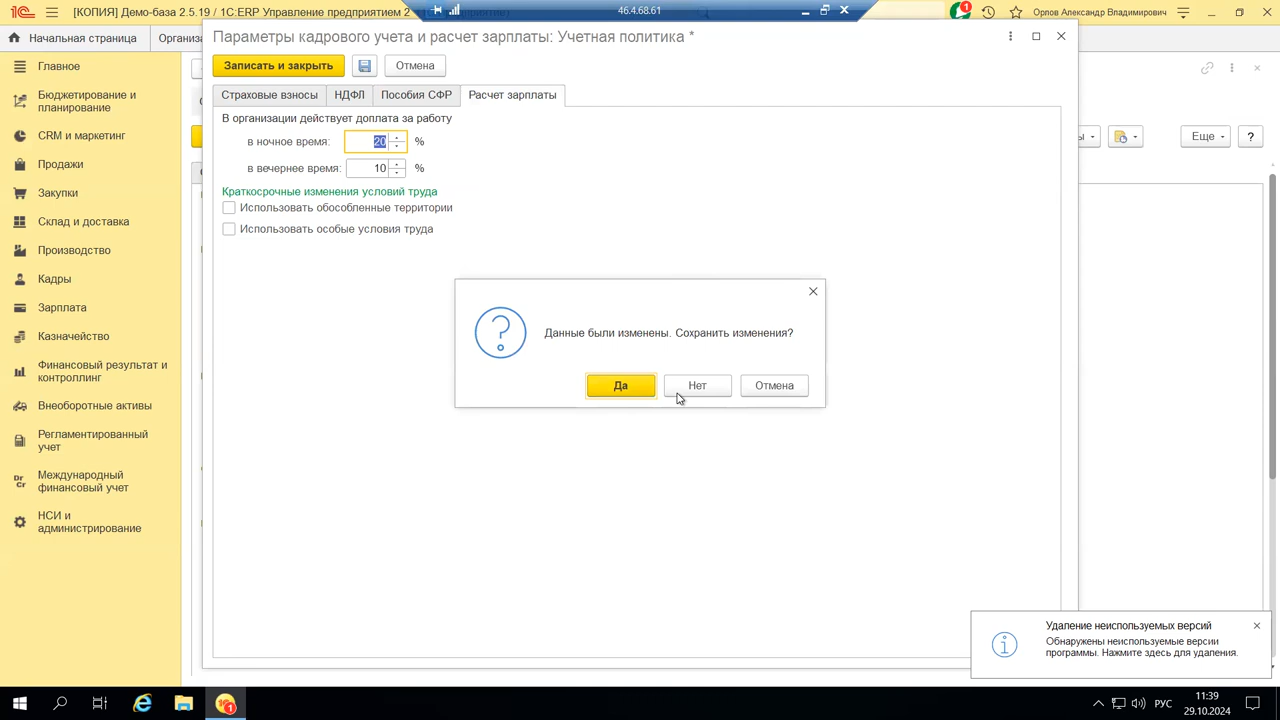 [КОПИЯ] Демо-база 2.5.19 / 1С:ERP Управление предприятием 2
46.4.68.61
1
Орлов Александр Владимирович
Начальная страница
Организа
Параметры кадрового учета и расчет зарплаты: Учетная политика *
Записать и закрыть
Отмена
Страховые взносы
НДФЛ
Пособия СФР
Расчет зарплаты
В организации действует доплата за работу
в ночное время:
20
%
в вечернее время:
10
%
Краткосрочные изменения условий труда
Использовать обособленные территории
Использовать особые условия труда
Еще
?
Главное
Бюджетирование и
планирование
CRM и маркетинг
Продажи
Закупки
Склад и доставка
Производство
Кадры
Зарплата
Казначейство
Финансовый результат и
контроллинг
Внеоборотные активы
Регламентированный
учет
Международный
финансовый учет
НСИ и
администрирование
Данные были изменены. Сохранить изменения?
Да
Нет
Отмена
Удаление неиспользуемых версий
Обнаружены неиспользуемые версии
программы. Нажмите здесь для удаления.
РУС
11:39
29.10.2024